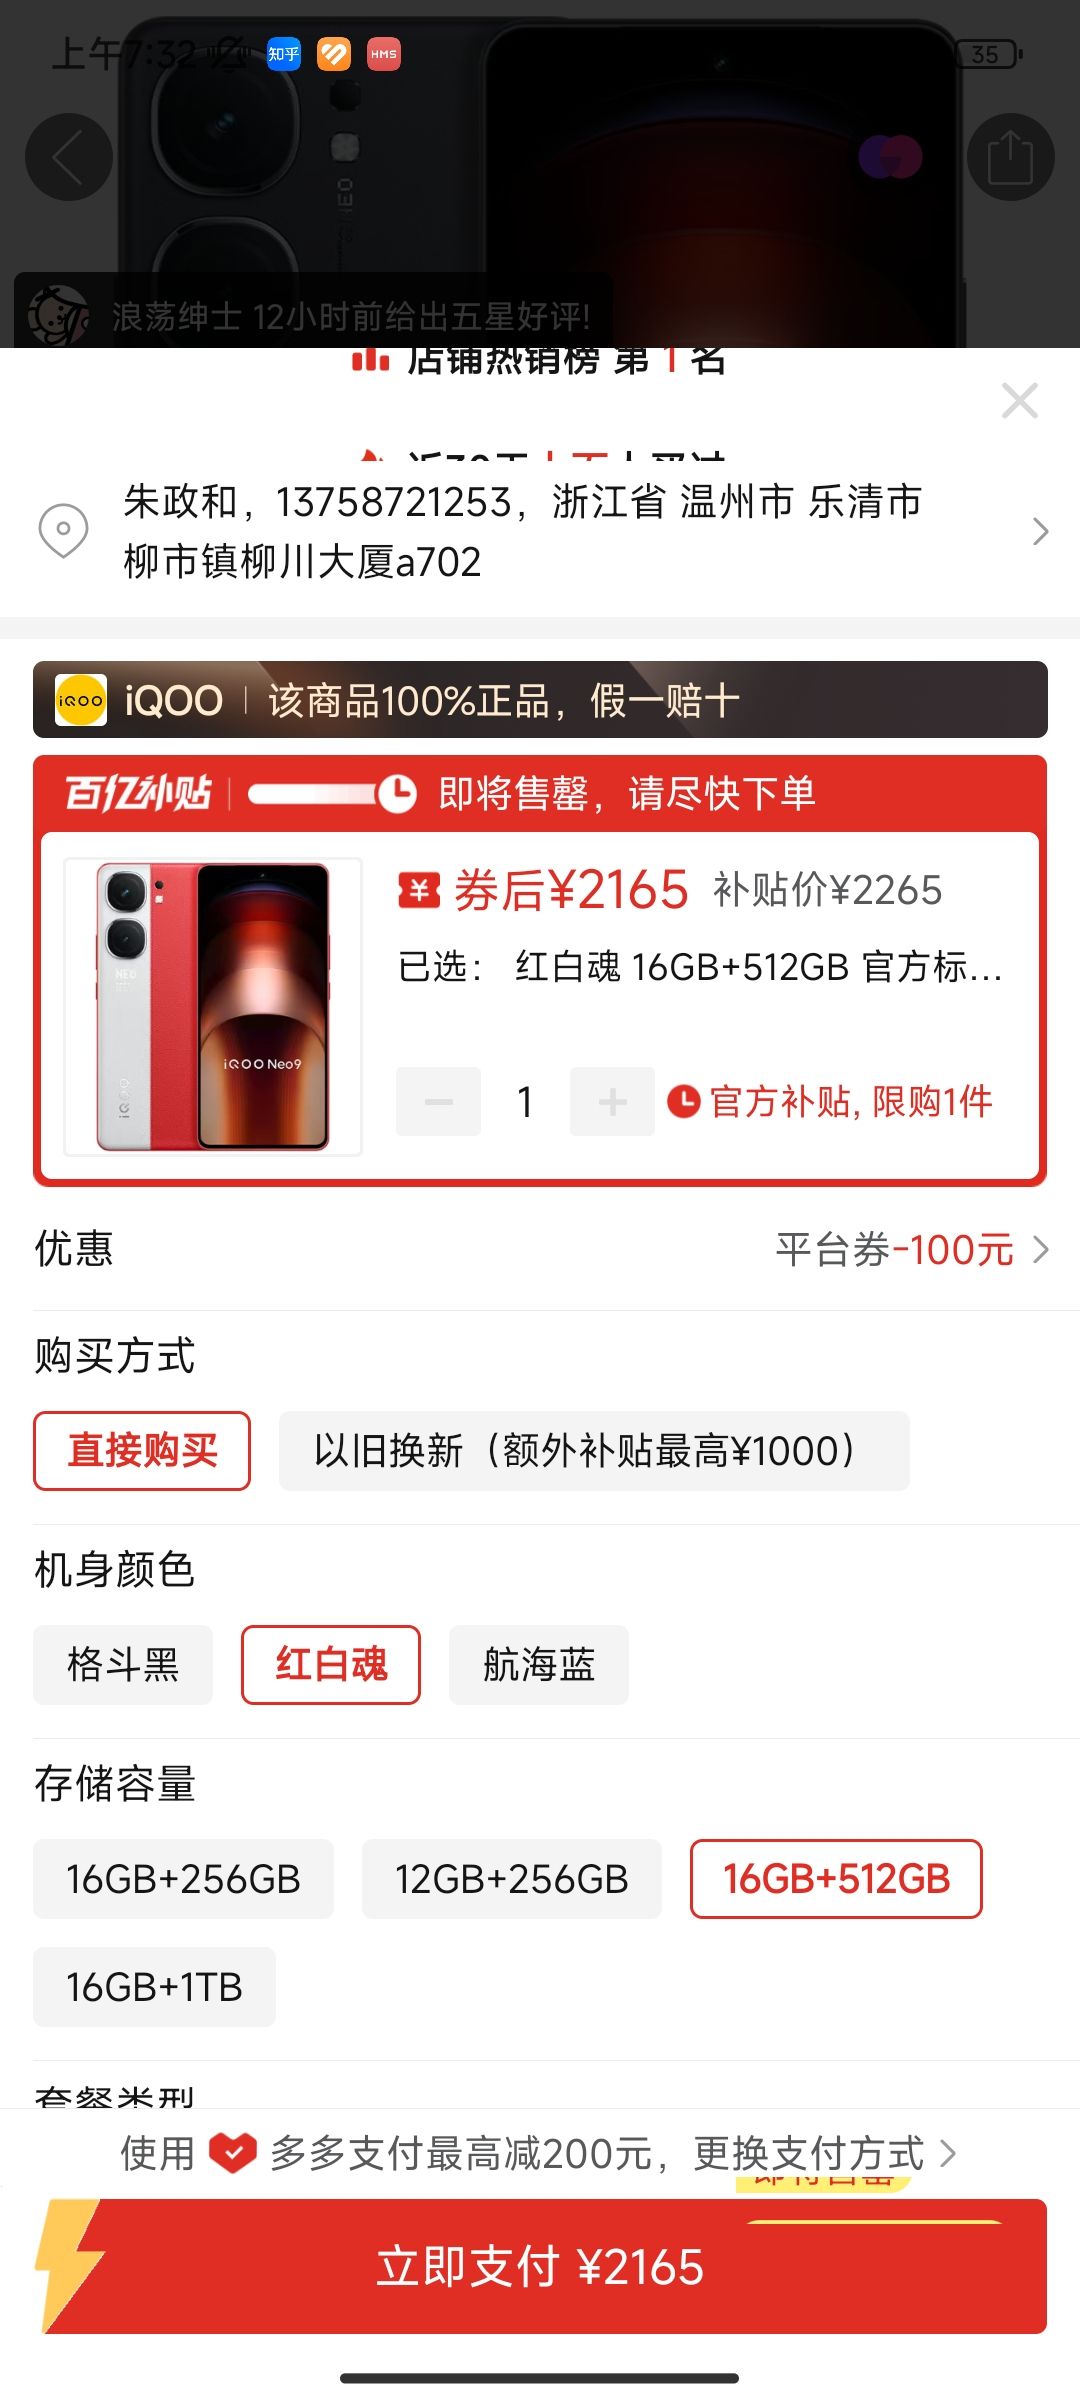 上午7:32 知乎 HMS 35
NEO
浪荡绅士 12小时前给出五星好评!
店铺热销榜 第1名
朱政和，13758721253，浙江省 温州市 乐清市
柳市镇柳川大厦a702
iQOO iQOO 该商品100%正品，假一赔十
百亿补贴 即将售罄，请尽快下单
券后¥2165 补贴价¥2265
已选： 红白魂 16GB+512GB 官方标...
NEO
iQOO Neo9
iQOO
1
官方补贴, 限购1件
优惠 平台券-100元
购买方式
直接购买 以旧换新（额外补贴最高¥1000）
机身颜色
格斗黑 红白魂 航海蓝
存储容量
16GB+256GB 12GB+256GB 16GB+512GB
16GB+1TB
套餐类型
使用 多多支付最高减200元，更换支付方式
立即支付 ¥2165